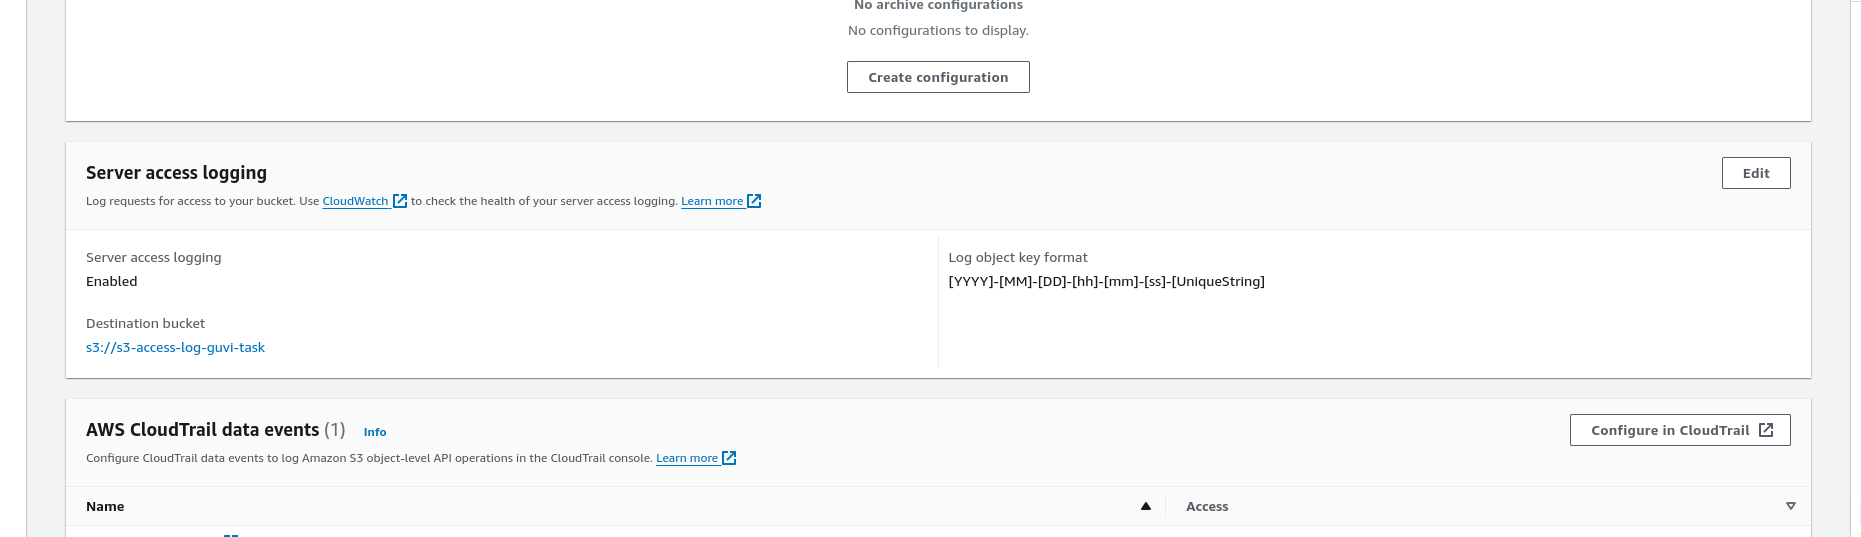 No archive configurations
No configurations to display.
Create configuration
Server access logging
Edit
Log requests for access to your bucket. Use CloudWatch to check the health of your server access logging. Learn more
Server access logging
Enabled
Log object key format
[YYYY]-[MM]-[DD]-[hh]-[mm]-[ss]-[UniqueString]
Destination bucket
s3://s3-access-log-guvi-task
AWS CloudTrail data events (1) Info
Configure in CloudTrail
Configure CloudTrail data events to log Amazon S3 object-level API operations in the CloudTrail console. Learn more
Name
Access